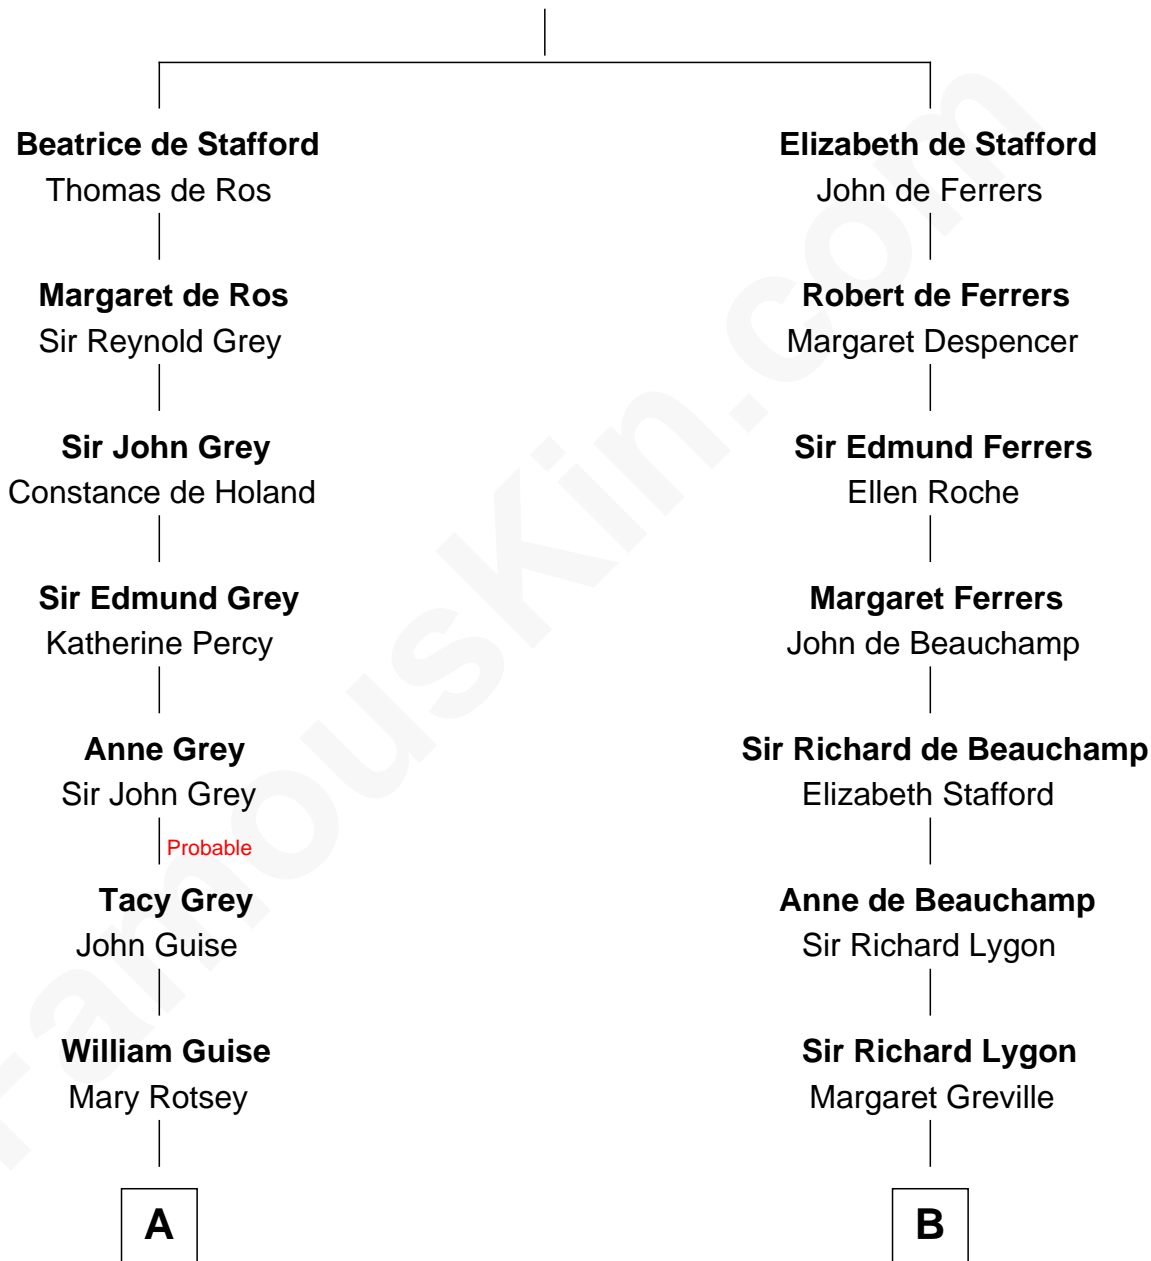 Beatrice de Stafford
Thomas de Ros
Margaret de Ros
Sir Reynold Grey
Sir John Grey
Constance de Holand
Sir Edmund Grey
Katherine Percy
Anne Grey
Sir John Grey
Probable
Tacy Grey
John Guise
William Guise
Mary Rotsey
A
Elizabeth de Stafford
John de Ferrers
Robert de Ferrers
Margaret Despencer
Sir Edmund Ferrers
Ellen Roche
Margaret Ferrers
John de Beauchamp
Sir Richard de Beauchamp
Elizabeth Stafford
Anne de Beauchamp
Sir Richard Lygon
Sir Richard Lygon
Margaret Greville
B
FamousKin.com